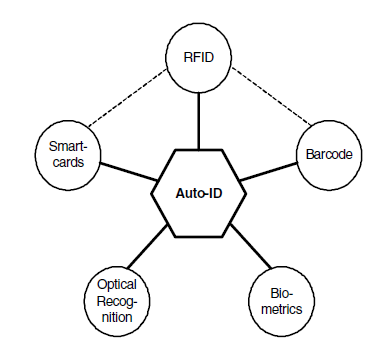 RFID
Smart-
cards
Barcode
Auto-ID
Optical
Recog-
nition
Bio-
metrics